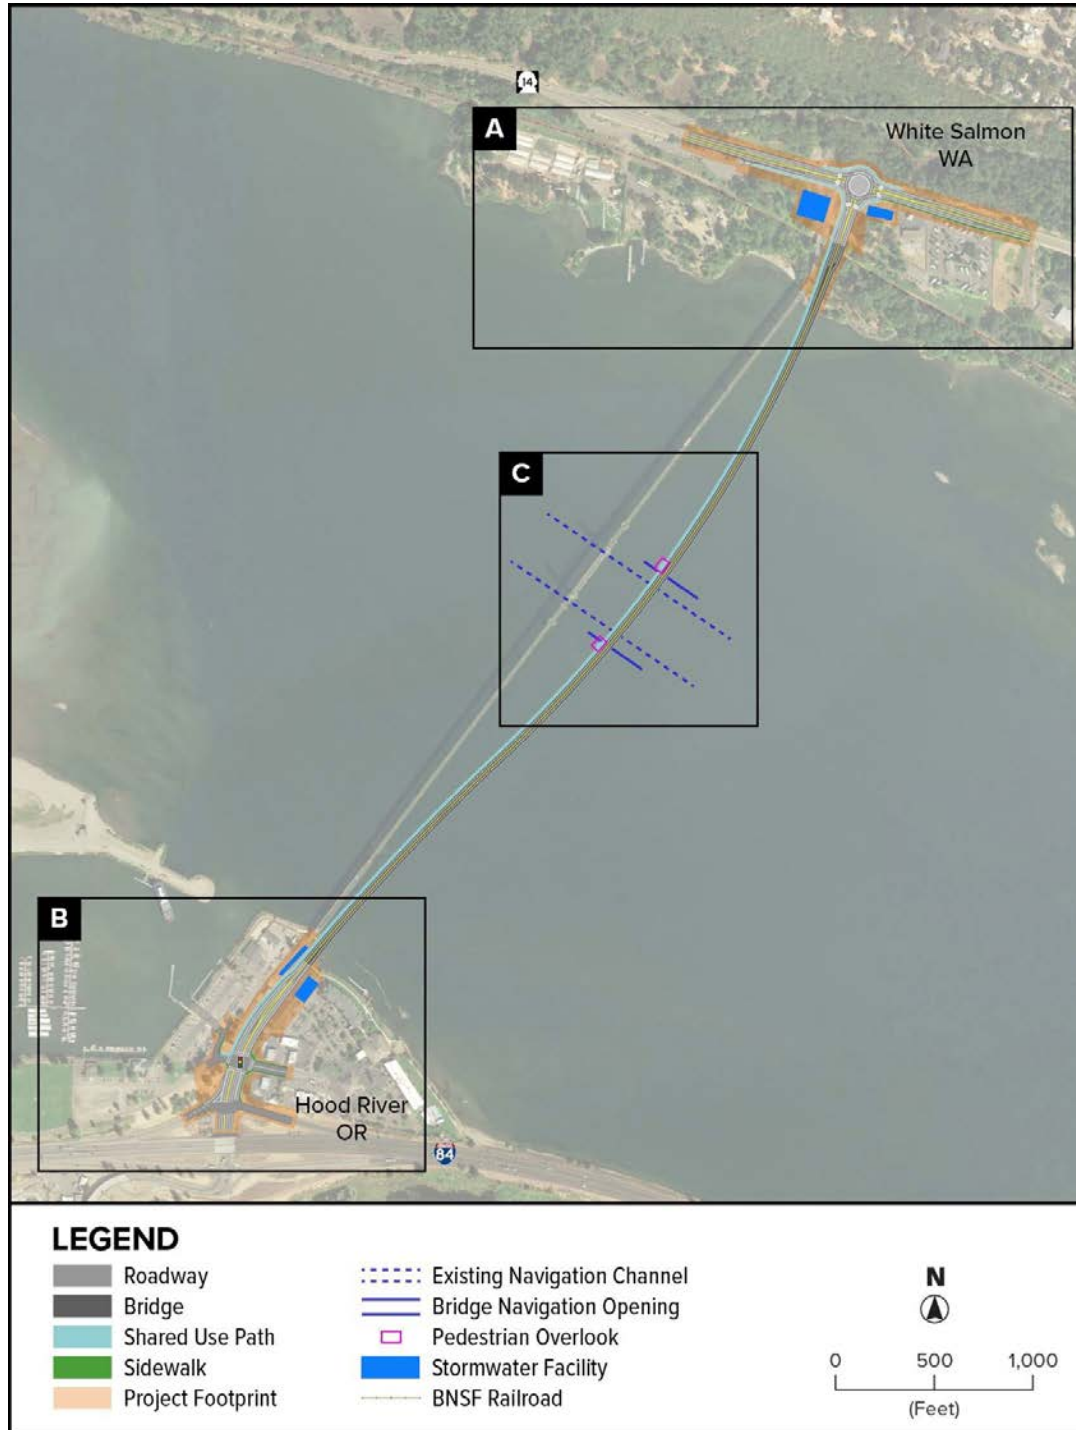 14
A
White Salmon
WA
C
B
Hood River
OR
84
LEGEND
Roadway
Bridge
Shared Use Path
Sidewalk
Project Footprint
Existing Navigation Channel
Bridge Navigation Opening
Pedestrian Overlook
Stormwater Facility
BNSF Railroad
N
0 500 1,000
(Feet)